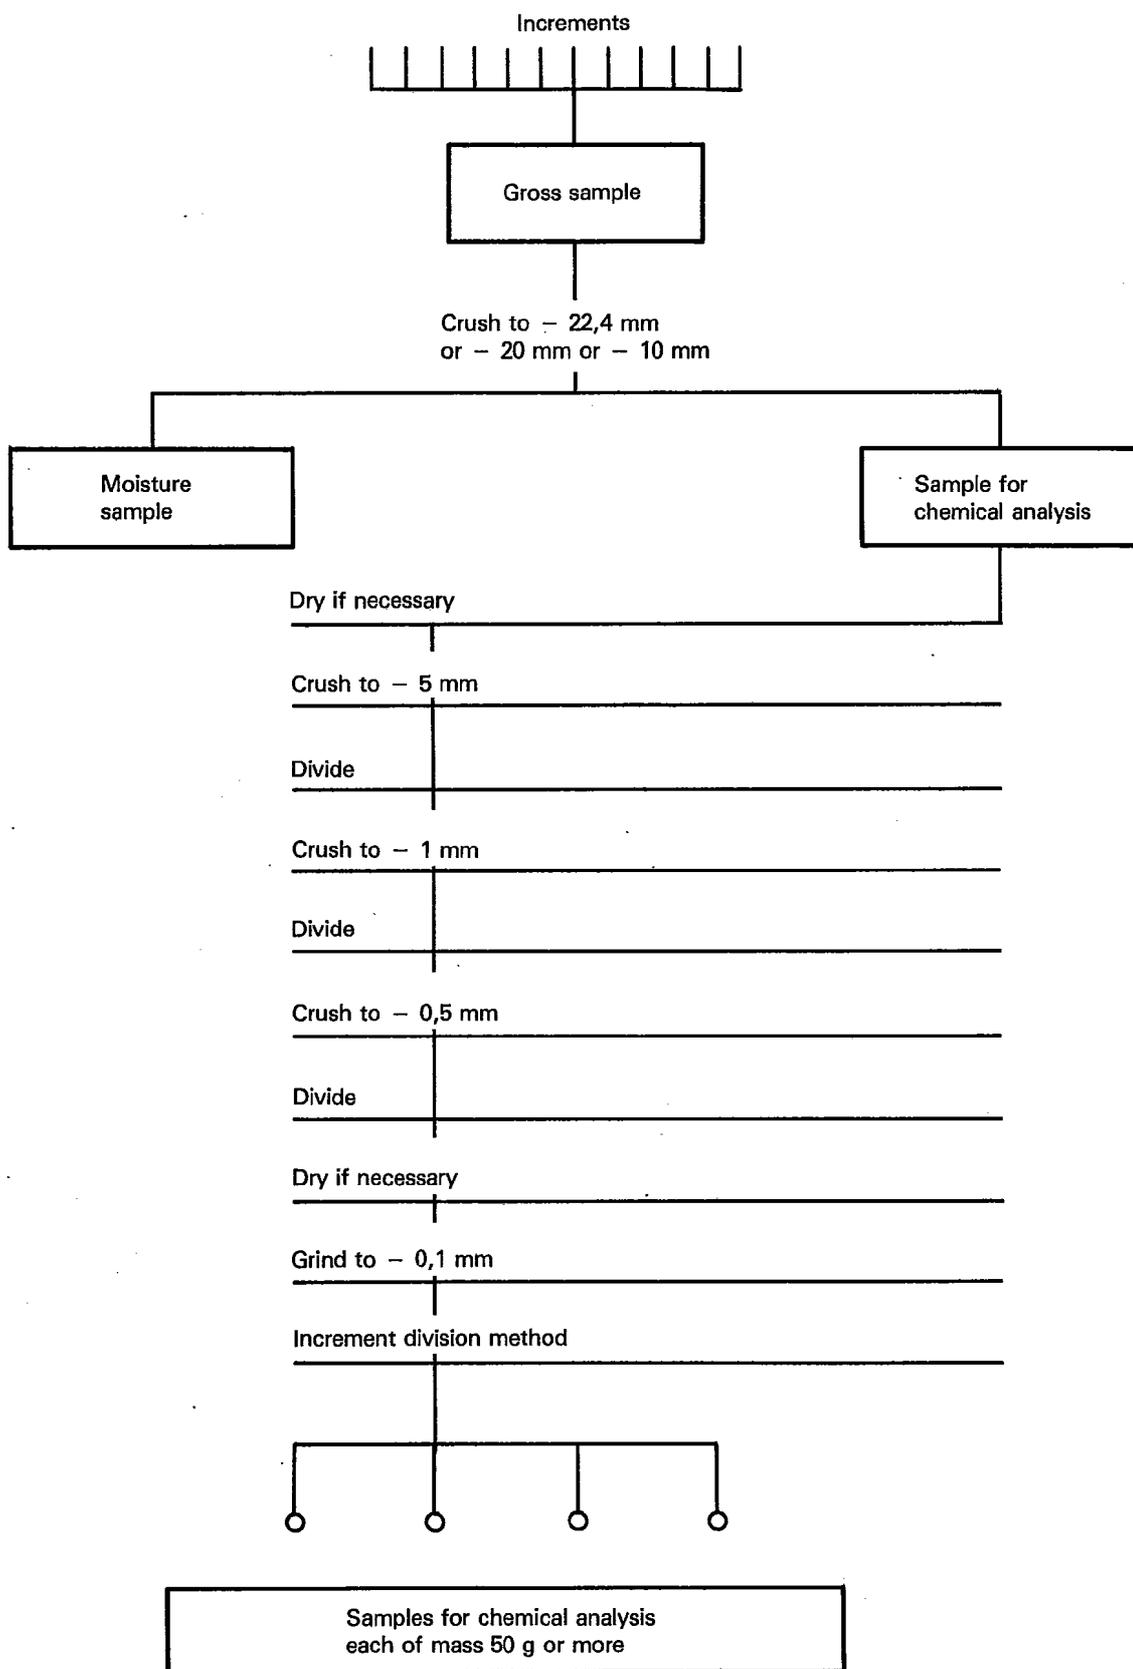 Increments
Gross sample
Crush to – 22,4 mm
or – 20 mm or – 10 mm
Moisture
sample
Sample for
chemical analysis
Dry if necessary
Crush to – 5 mm
Divide
Crush to – 1 mm
Divide
Crush to – 0,5 mm
Divide
Dry if necessary
Grind to – 0,1 mm
Increment division method
Samples for chemical analysis
each of mass 50 g or more